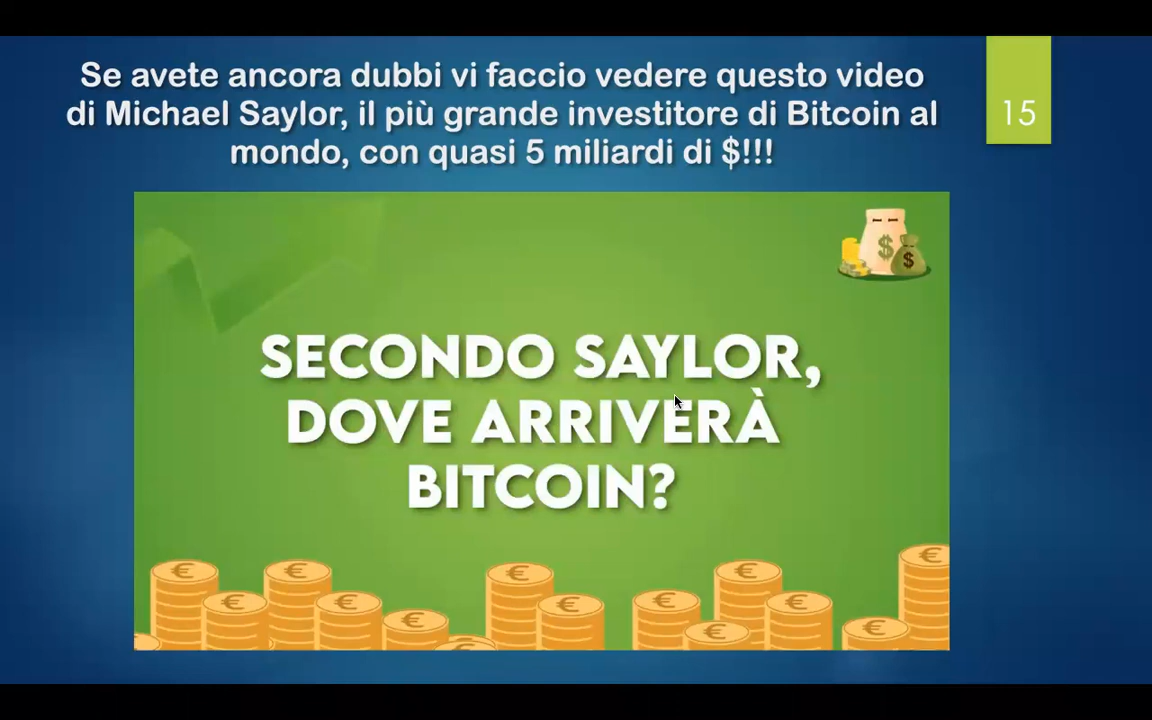 Se avete ancora dubbi vi faccio vedere questo video
di Michael Saylor, il più grande investitore di Bitcoin al
mondo, con quasi 5 miliardi di $!!!
15
$
$
SECONDO SAYLOR,
DOVE ARRIVERÀ
BITCOIN?
€
€
€
€
€
€
€
€
€
€
€
€
€